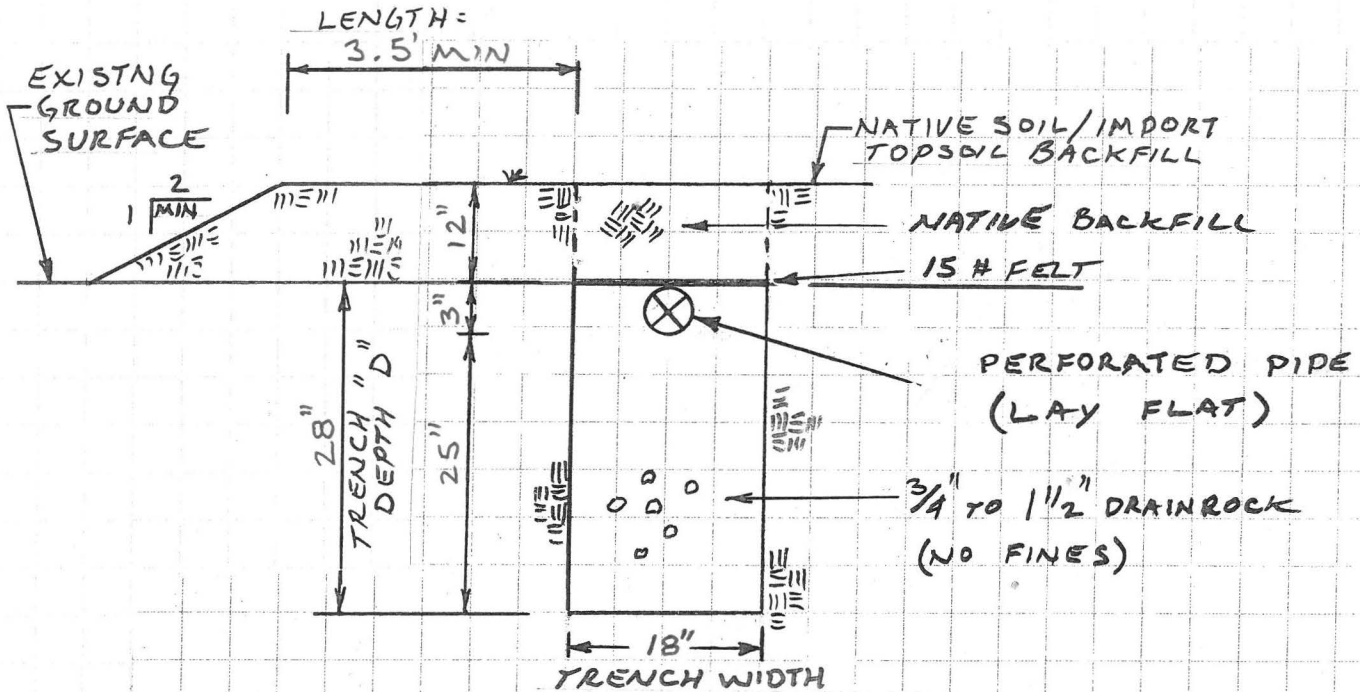 LENGTH=
3.5' MIN
EXISTNG
GROUND
SURFACE
NATIVE SOIL/IMPORT
TOPSOIL BACKFILL
2
1 MIN
12"
NATIVE BACKFILL
15 # FELT
3"
PERFORATED PIPE
(LAY FLAT)
28"
TRENCH "D"
DEPTH
25"
3/4" TO 1 1/2" DRAINROCK
(NO FINES)
18"
TRENCH WIDTH